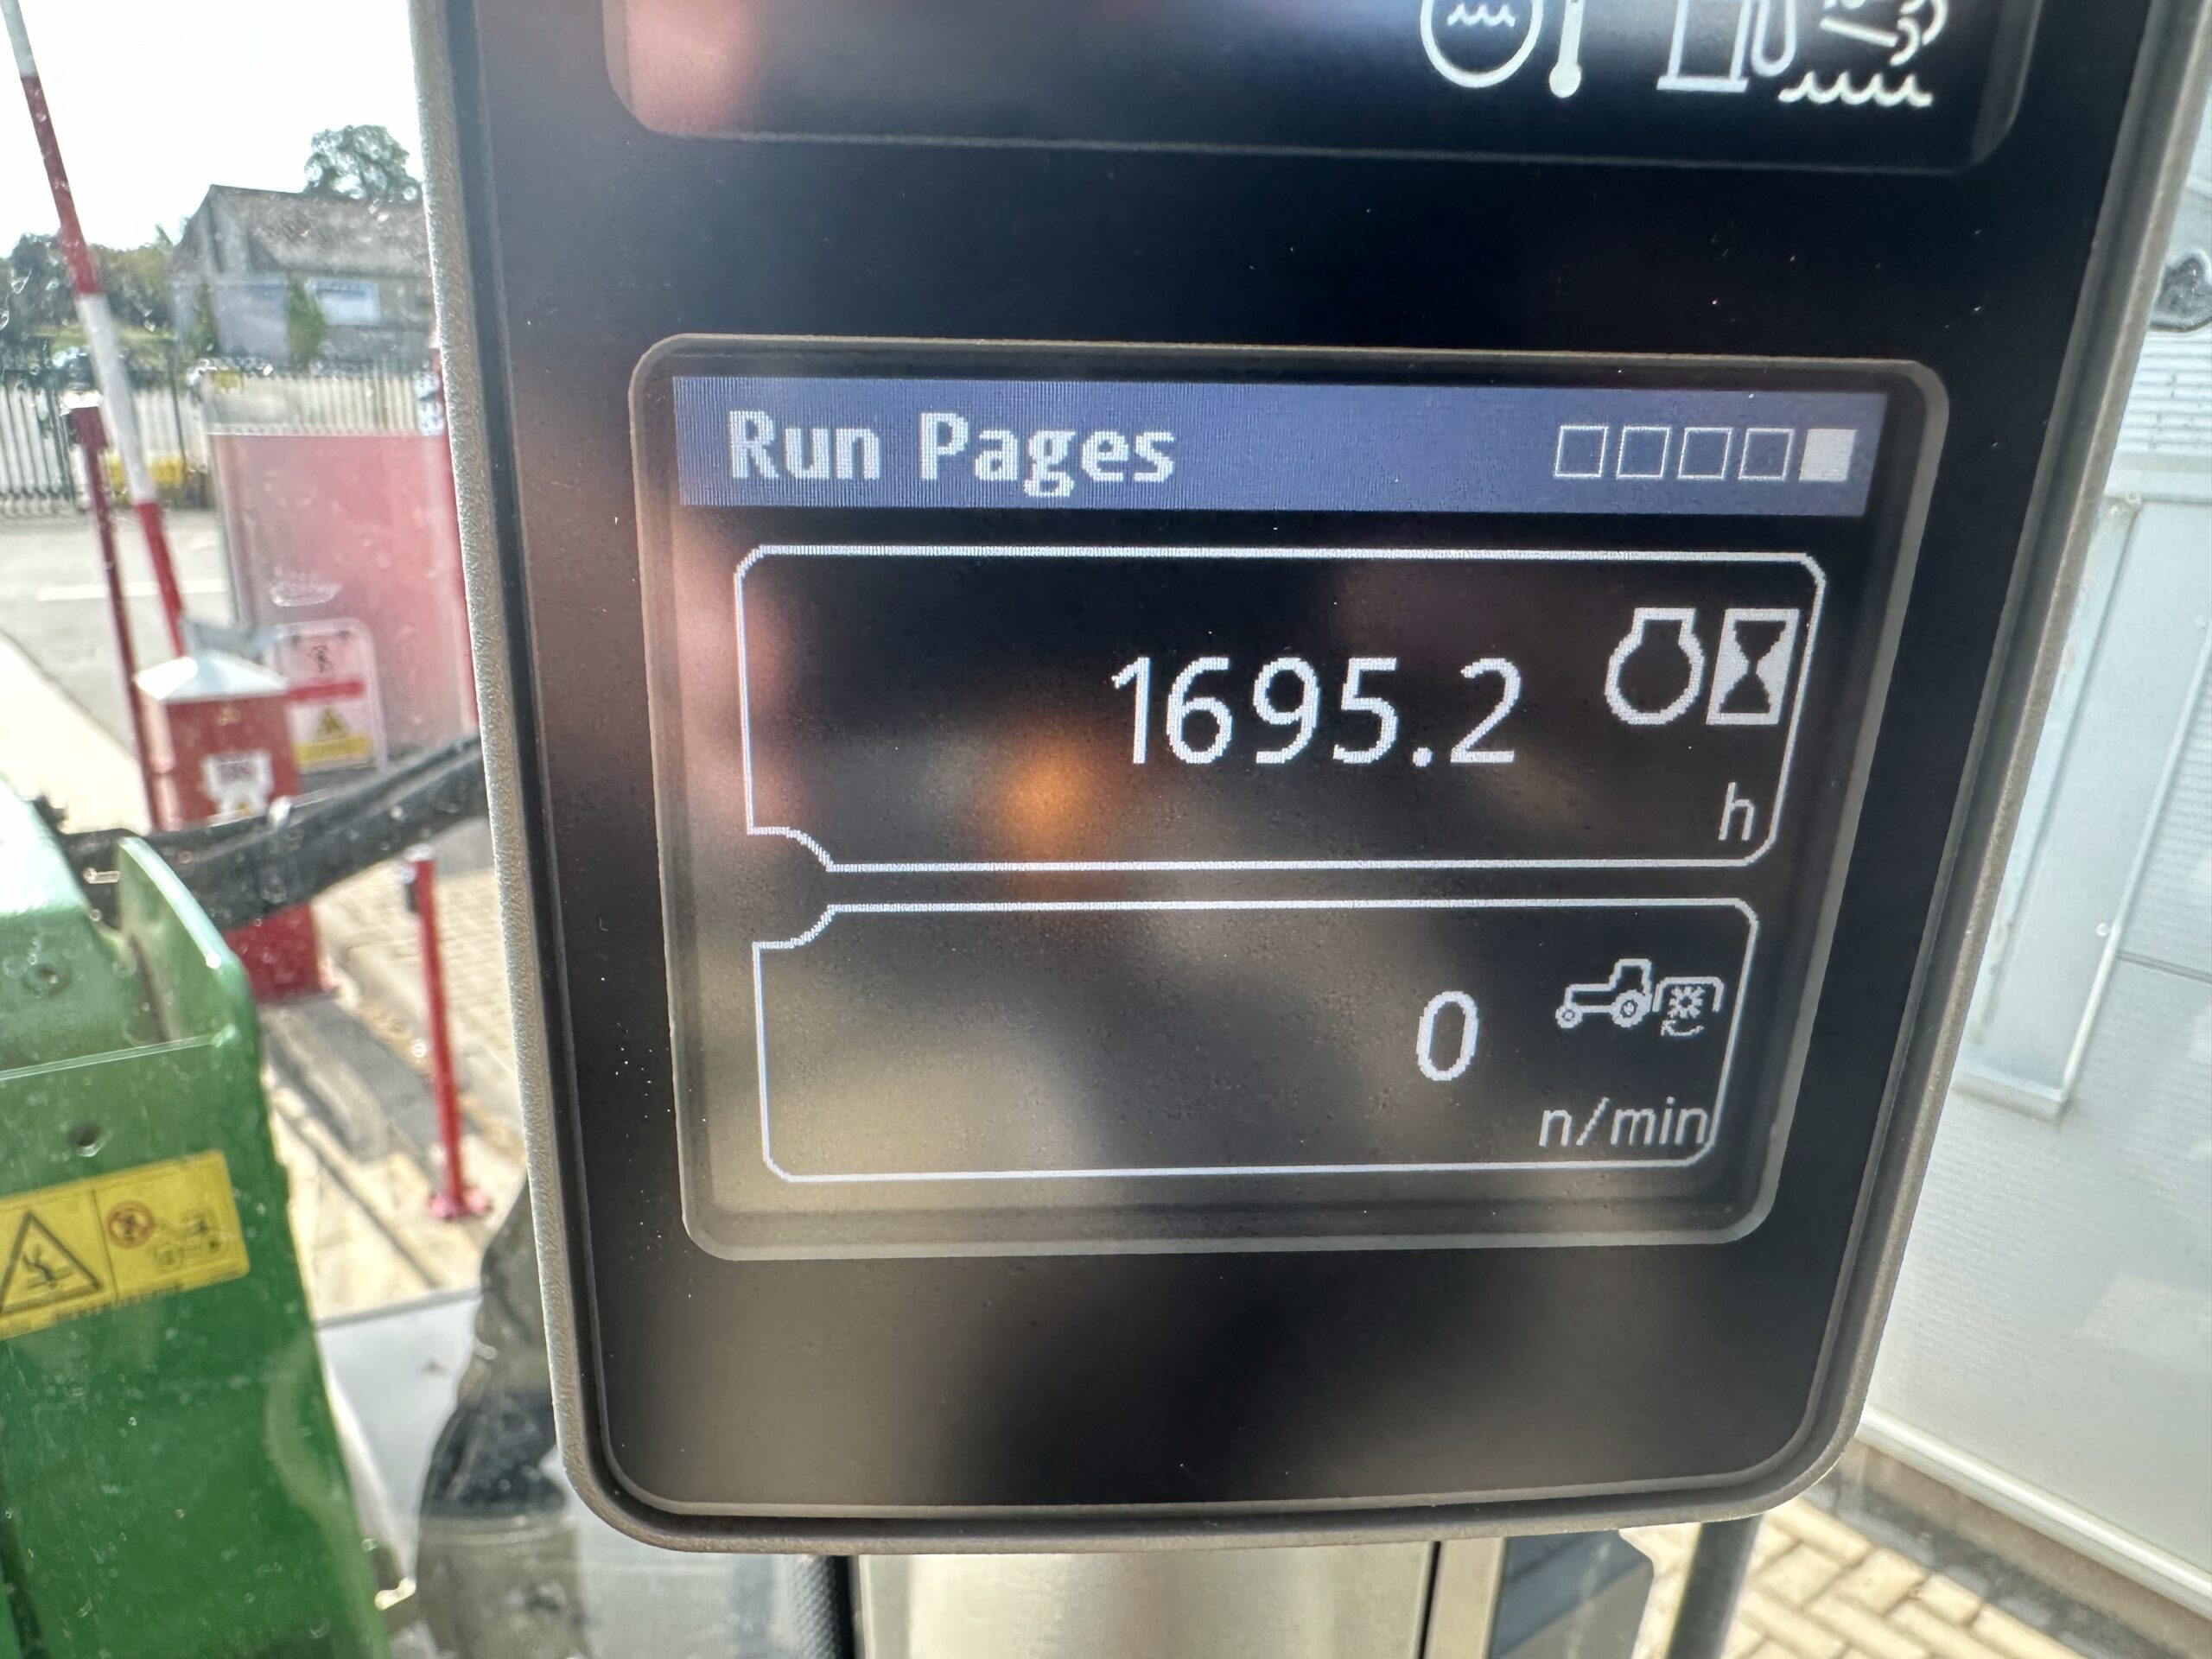 Run Pages
1695.2
h
0
n/min